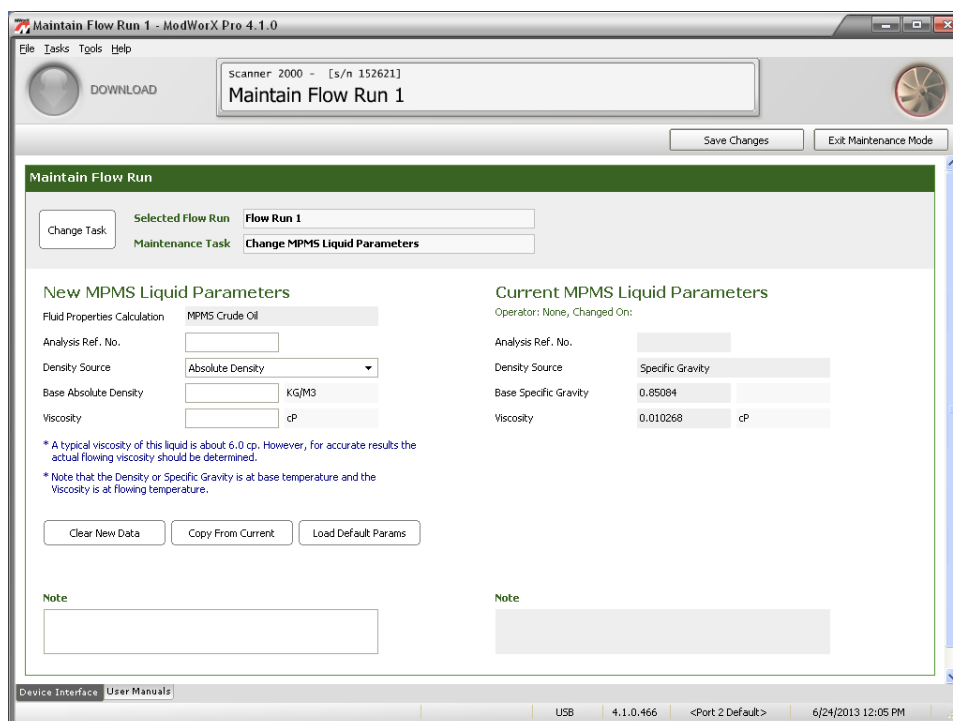 Maintain Flow Run 1 - ModWorX Pro 4.1.0
File Tasks Tools Help
DOWNLOAD
Scanner 2000 - [s/n 152621]
Maintain Flow Run 1
Save Changes
Exit Maintenance Mode
Maintain Flow Run
Change Task
Selected Flow Run Flow Run 1
Maintenance Task Change MPMS Liquid Parameters
New MPMS Liquid Parameters
Fluid Properties Calculation MPMS Crude Oil
Analysis Ref. No.
Density Source Absolute Density
Base Absolute Density KG/M3
Viscosity cP
* A typical viscosity of this liquid is about 6.0 cp. However, for accurate results the
actual flowing viscosity should be determined.
* Note that the Density or Specific Gravity is at base temperature and the
Viscosity is at flowing temperature.
Clear New Data Copy From Current Load Default Params
Note
Current MPMS Liquid Parameters
Operator: None, Changed On:
Analysis Ref. No.
Density Source Specific Gravity
Base Specific Gravity 0.85084
Viscosity 0.010268 cP
Note
Device Interface User Manuals
USB 4.1.0.466 <Port 2 Default> 6/24/2013 12:05 PM